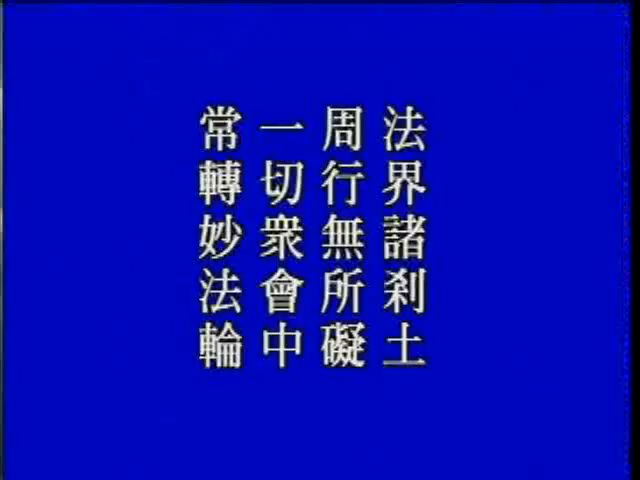 法界諸剎土
周行無所礙
一切衆會中
常轉妙法輪